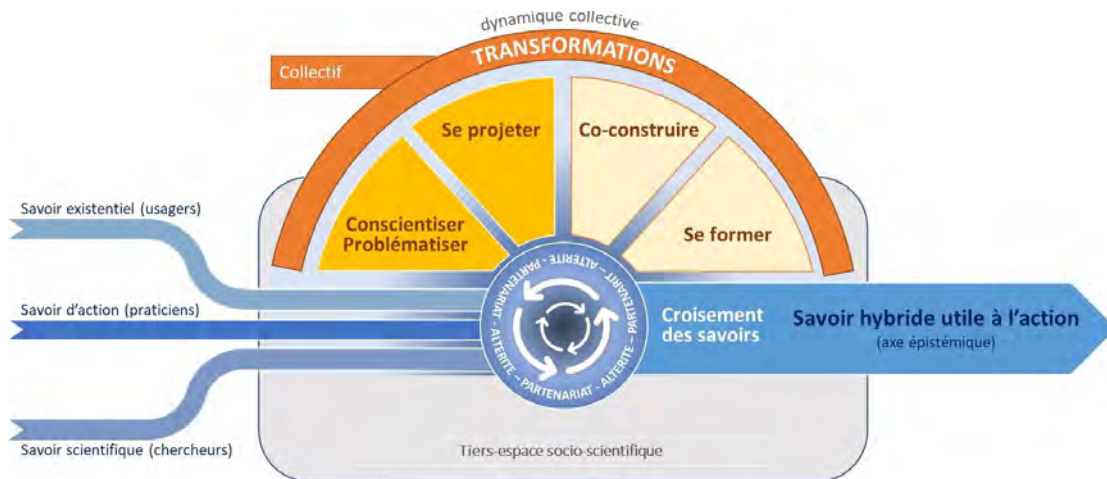 dynamique collective
TRANSFORMATIONS
Collectif
Se projeter
Co-construire
Conscientiser
Problématiser
Se former
Savoir existentiel (usagers)
Savoir d'action (praticiens)
Savoir scientifique (chercheurs)
PARTENARIAT - ALTERITE – PARTENARIT –
ALTERITE – PARTENARIAT - ALTERITE –
Croisement
des savoirs
Savoir hybride utile à l'action
(axe épistémique)
Tiers-espace socio-scientifique